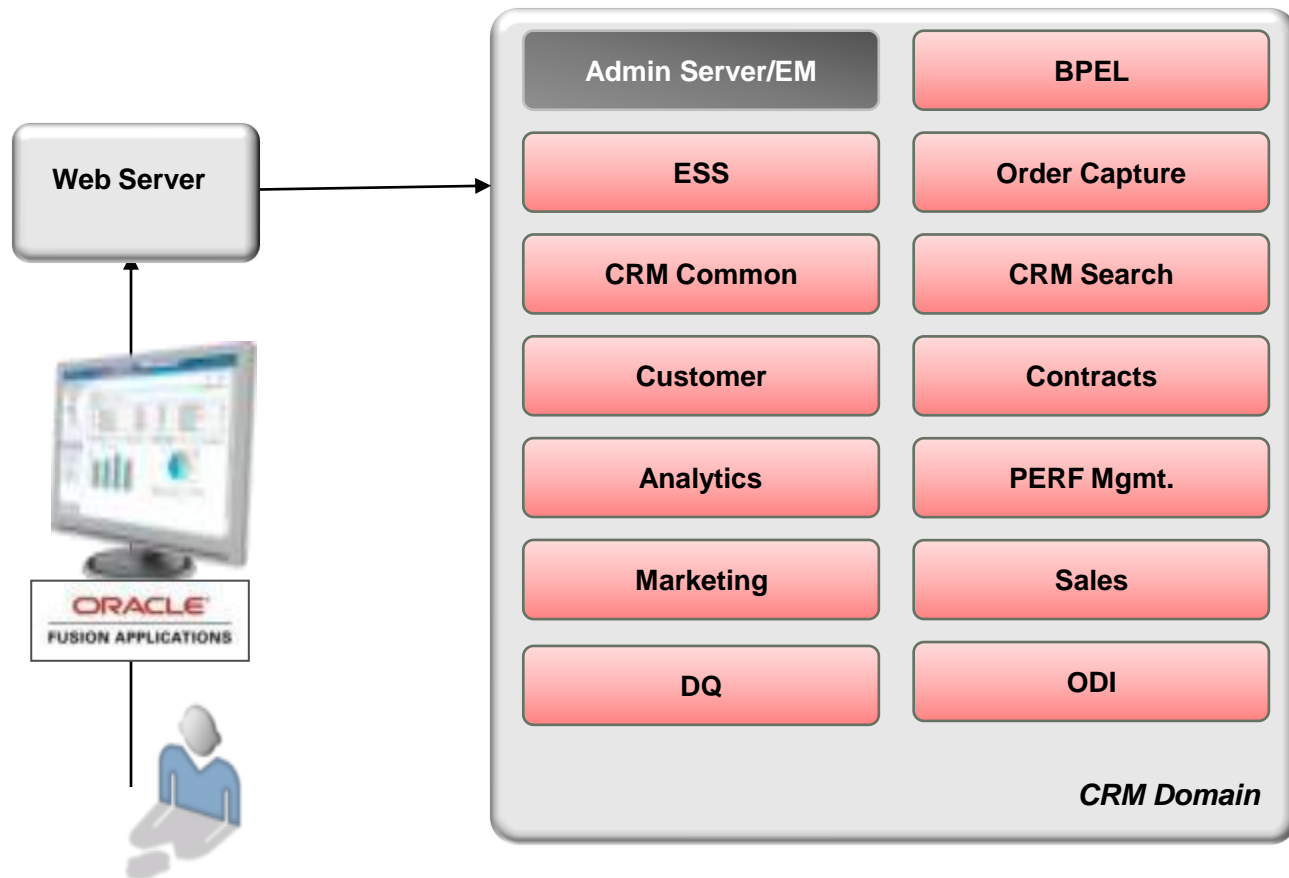 Admin Server/EM
BPEL
Web Server
ESS
Order Capture
CRM Common
CRM Search
Customer
Contracts
Analytics
PERF Mgmt.
Marketing
Sales
ORACLE
FUSION APPLICATIONS
DQ
ODI
CRM Domain